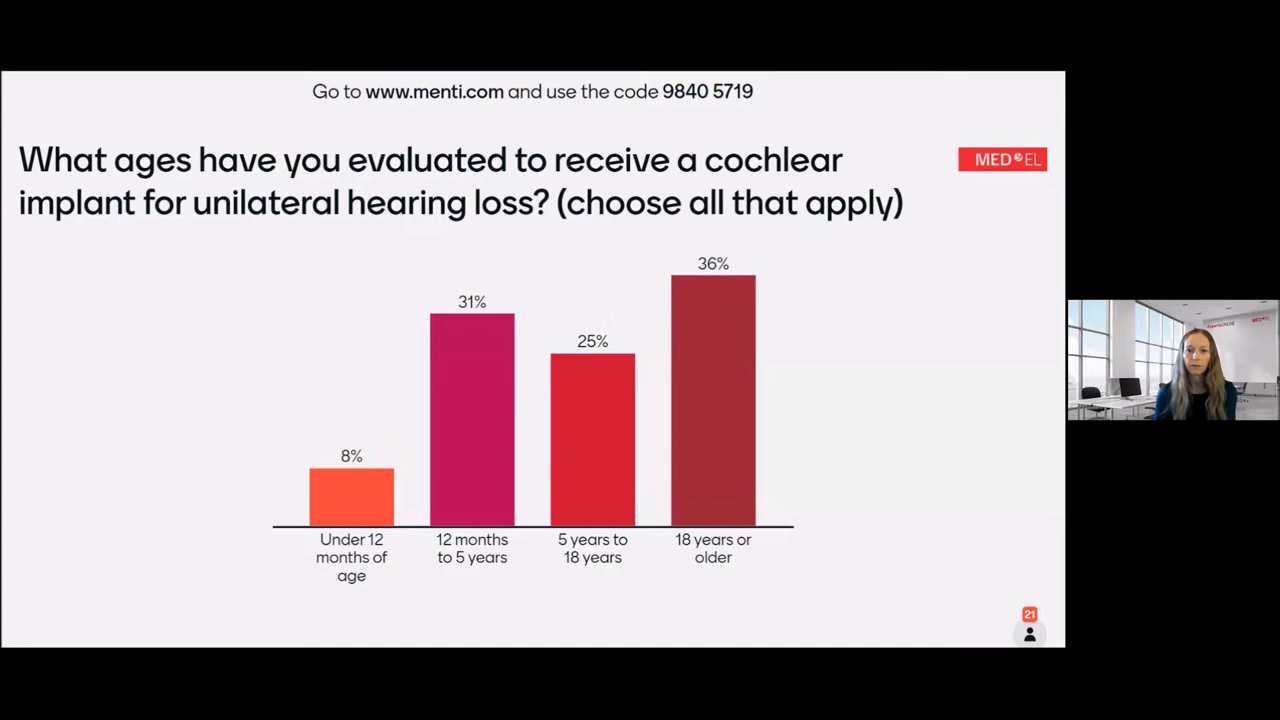 Go to www.menti.com and use the code 9840 5719
What ages have you evaluated to receive a cochlear
implant for unilateral hearing loss? (choose all that apply)
MED EL
8%
31%
25%
36%
Under 12
months of
age
12 months
to 5 years
5 years to
18 years
18 years or
older
21
MED EL